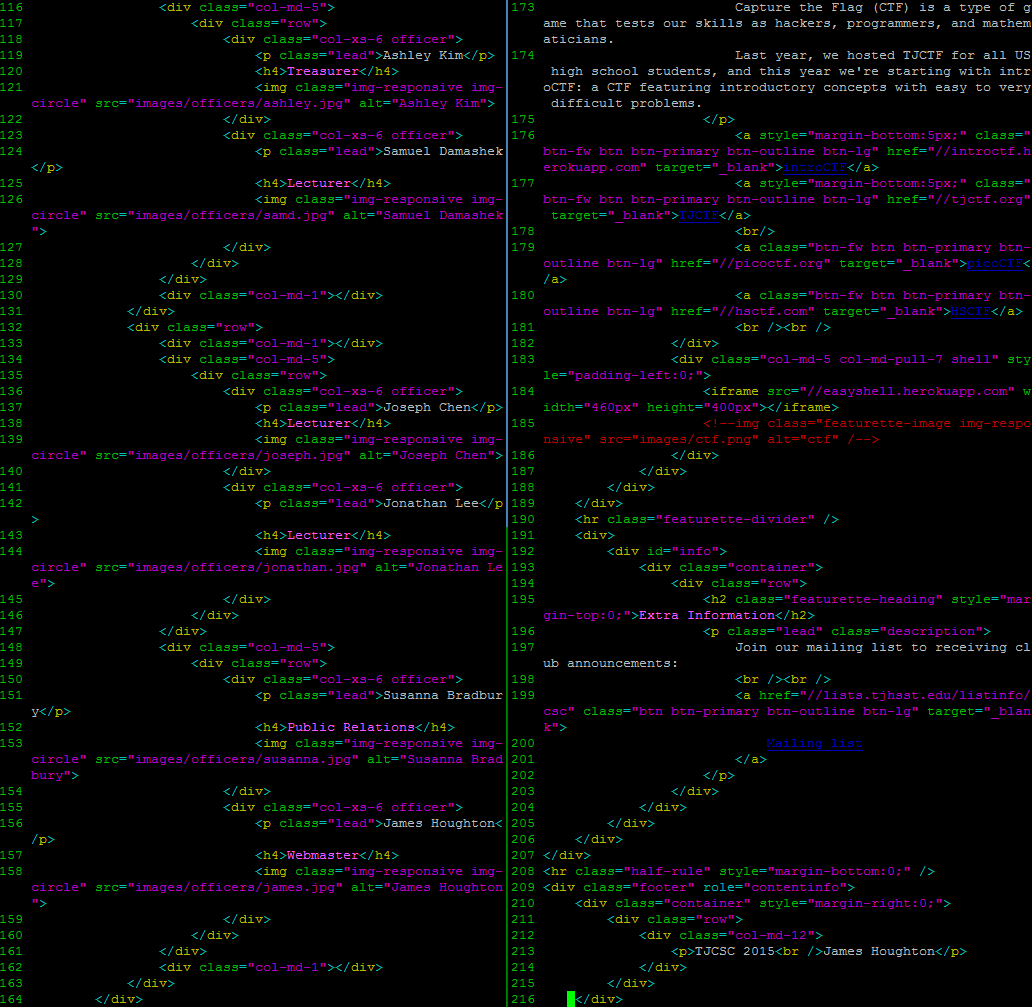 116                 <div class="col-md-5">
117                     <div class="row">
118                         <div class="col-xs-6 officer">
119                             <p class="lead">Ashley Kim</p>
120                             <h4>Treasurer</h4>
121                             <img class="img-responsive img-
circle" src="images/officers/ashley.jpg" alt="Ashley Kim">
122                         </div>
123                         <div class="col-xs-6 officer">
124                             <p class="lead">Samuel Damashek
</p>
125                             <h4>Lecturer</h4>
126                             <img class="img-responsive img-
circle" src="images/officers/samd.jpg" alt="Samuel Damashek
">
127                         </div>
128                     </div>
129                 </div>
130                 <div class="col-md-1"></div>
131             </div>
132             <div class="row">
133                 <div class="col-md-1"></div>
134                 <div class="col-md-5">
135                     <div class="row">
136                         <div class="col-xs-6 officer">
137                             <p class="lead">Joseph Chen</p>
138                             <h4>Lecturer</h4>
139                             <img class="img-responsive img-
circle" src="images/officers/joseph.jpg" alt="Joseph Chen">
140                         </div>
141                         <div class="col-xs-6 officer">
142                             <p class="lead">Jonathan Lee</p
>
143                             <h4>Lecturer</h4>
144                             <img class="img-responsive img-
circle" src="images/officers/jonathan.jpg" alt="Jonathan Le
e">
145                         </div>
146                     </div>
147                 </div>
148                 <div class="col-md-5">
149                     <div class="row">
150                         <div class="col-xs-6 officer">
151                             <p class="lead">Susanna Bradbur
y</p>
152                             <h4>Public Relations</h4>
153                             <img class="img-responsive img-
circle" src="images/officers/susanna.jpg" alt="Susanna Brad
bury">
154                         </div>
155                         <div class="col-xs-6 officer">
156                             <p class="lead">James Houghton<
/p>
157                             <h4>Webmaster</h4>
158                             <img class="img-responsive img-
circle" src="images/officers/james.jpg" alt="James Houghton
">
159                         </div>
160                     </div>
161                 </div>
162                 <div class="col-md-1"></div>
163             </div>
164         </div>
173                         Capture the Flag (CTF) is a type of g
ame that tests our skills as hackers, programmers, and mathem
aticians.
174                         Last year, we hosted TJCTF for all US
 high school students, and this year we're starting with intr
oCTF: a CTF featuring introductory concepts with easy to very
 difficult problems.
175                     </p>
176                         <a style="margin-bottom:5px;" class="
btn-fw btn btn-primary btn-outline btn-lg" href="//introctf.h
erokuapp.com" target="_blank">introCTF</a>
177                         <a style="margin-bottom:5px;" class="
btn-fw btn btn-primary btn-outline btn-lg" href="//tjctf.org"
 target="_blank">TJCTF</a>
178                         <br/>
179                         <a class="btn-fw btn btn-primary btn-
outline btn-lg" href="//picoctf.org" target="_blank">picoCTF<
/a>
180                         <a class="btn-fw btn btn-primary btn-
outline btn-lg" href="//hsctf.com" target="_blank">HSCTF</a>
181                         <br /><br />
182                 </div>
183                 <div class="col-md-5 col-md-pull-7 shell" sty
le="padding-left:0;">
184                     <iframe src="//easyshell.herokuapp.com" w
idth="460px" height="400px"></iframe>
185                     <!--img class="featurette-image img-respo
nsive" src="images/ctf.png" alt="ctf" /-->
186                 </div>
187             </div>
188         </div>
189     </div>
190     <hr class="featurette-divider" />
191     <div>
192         <div id="info">
193             <div class="container">
194                 <div class="row">
195                     <h2 class="featurette-heading" style="mar
gin-top:0;">Extra Information</h2>
196                     <p class="lead" class="description">
197                         Join our mailing list to receiving cl
ub announcements:
198                         <br /><br />
199                         <a href="//lists.tjhsst.edu/listinfo/
csc" class="btn btn-primary btn-outline btn-lg" target="_blan
k">
200                             Mailing list
201                         </a>
202                     </p>
203                 </div>
204             </div>
205         </div>
206     </div>
207 </div>
208 <hr class="half-rule" style="margin-bottom:0;" />
209 <div class="footer" role="contentinfo">
210     <div class="container" style="margin-right:0;">
211         <div class="row">
212             <div class="col-md-12">
213                 <p>TJCSC 2015<br />James Houghton</p>
214             </div>
215         </div>
216     </div>